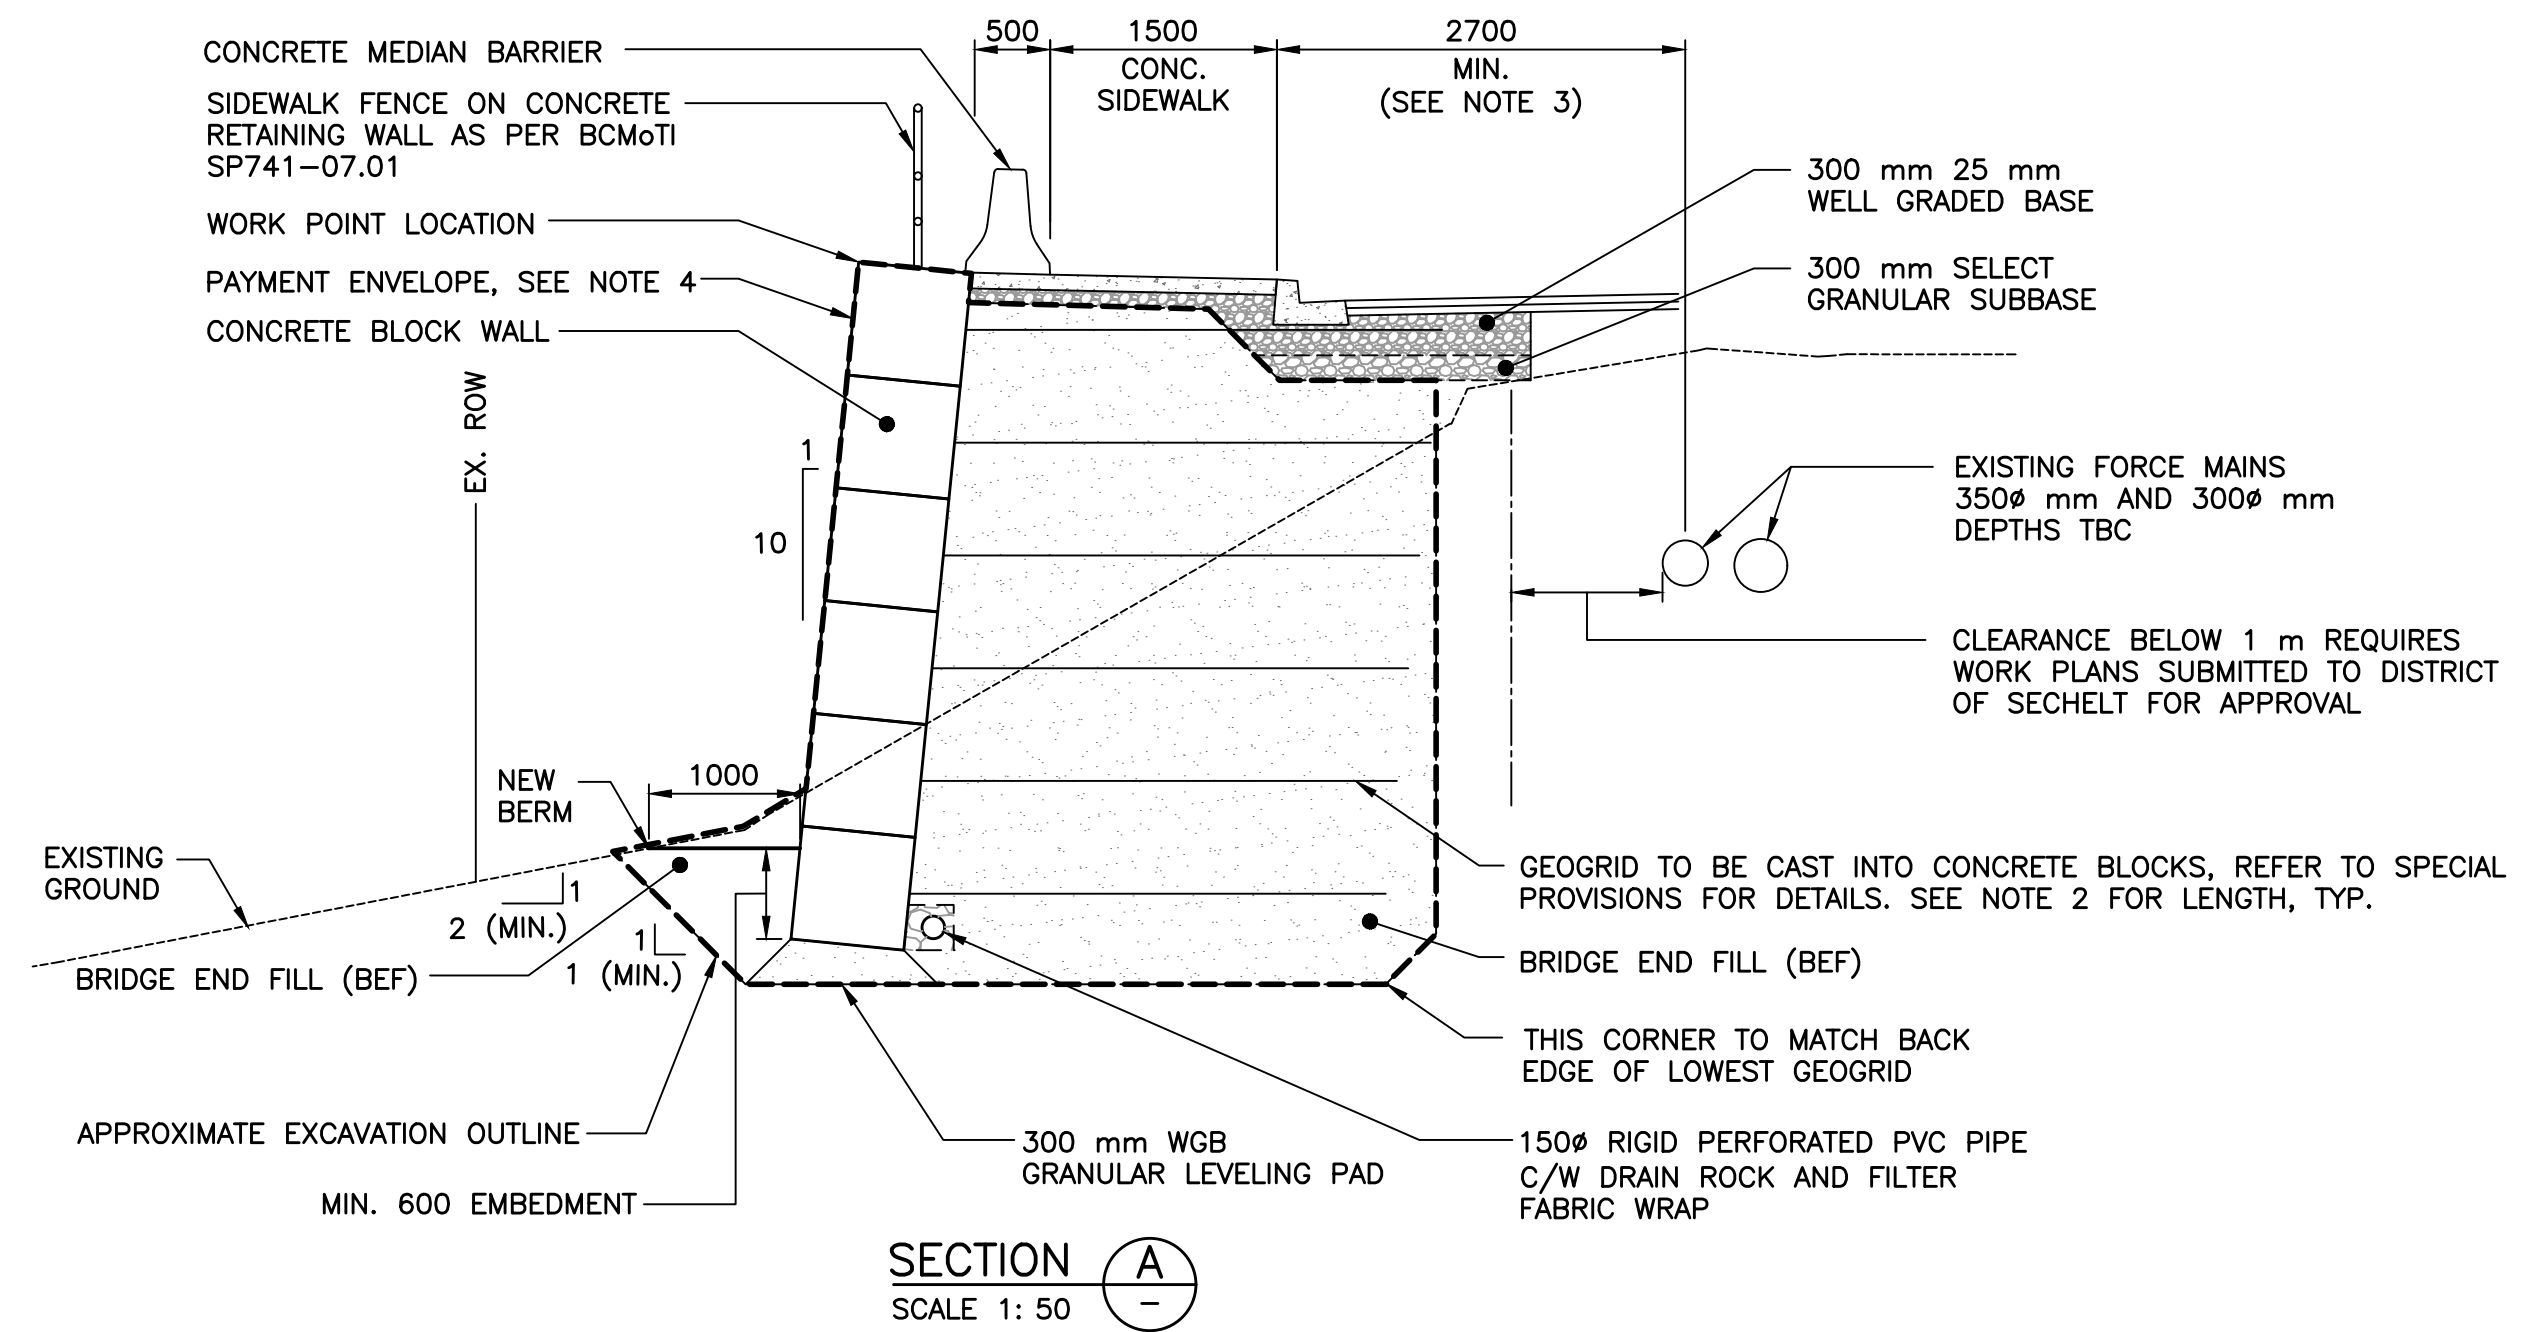 500
1500
2700
CONC.
SIDEWALK
MIN.
(SEE NOTE 3)
CONCRETE MEDIAN BARRIER
SIDEWALK FENCE ON CONCRETE
RETAINING WALL AS PER BCMoTI
SP741-07.01
WORK POINT LOCATION
PAYMENT ENVELOPE, SEE NOTE 4
CONCRETE BLOCK WALL
EX. ROW
1
10
300 mm 25 mm
WELL GRADED BASE
300 mm SELECT
GRANULAR SUBBASE
EXISTING FORCE MAINS
350ø mm AND 300ø mm
DEPTHS TBC
CLEARANCE BELOW 1 m REQUIRES
WORK PLANS SUBMITTED TO DISTRICT
OF SECHELT FOR APPROVAL
NEW
BERM
1000
EXISTING
GROUND
1
2 (MIN.)
1
1 (MIN.)
BRIDGE END FILL (BEF)
GEOGRID TO BE CAST INTO CONCRETE BLOCKS, REFER TO SPECIAL
PROVISIONS FOR DETAILS. SEE NOTE 2 FOR LENGTH, TYP.
BRIDGE END FILL (BEF)
THIS CORNER TO MATCH BACK
EDGE OF LOWEST GEOGRID
APPROXIMATE EXCAVATION OUTLINE
MIN. 600 EMBEDMENT
300 mm WGB
GRANULAR LEVELING PAD
150ø RIGID PERFORATED PVC PIPE
C/W DRAIN ROCK AND FILTER
FABRIC WRAP
SECTION
A
-
SCALE 1: 50